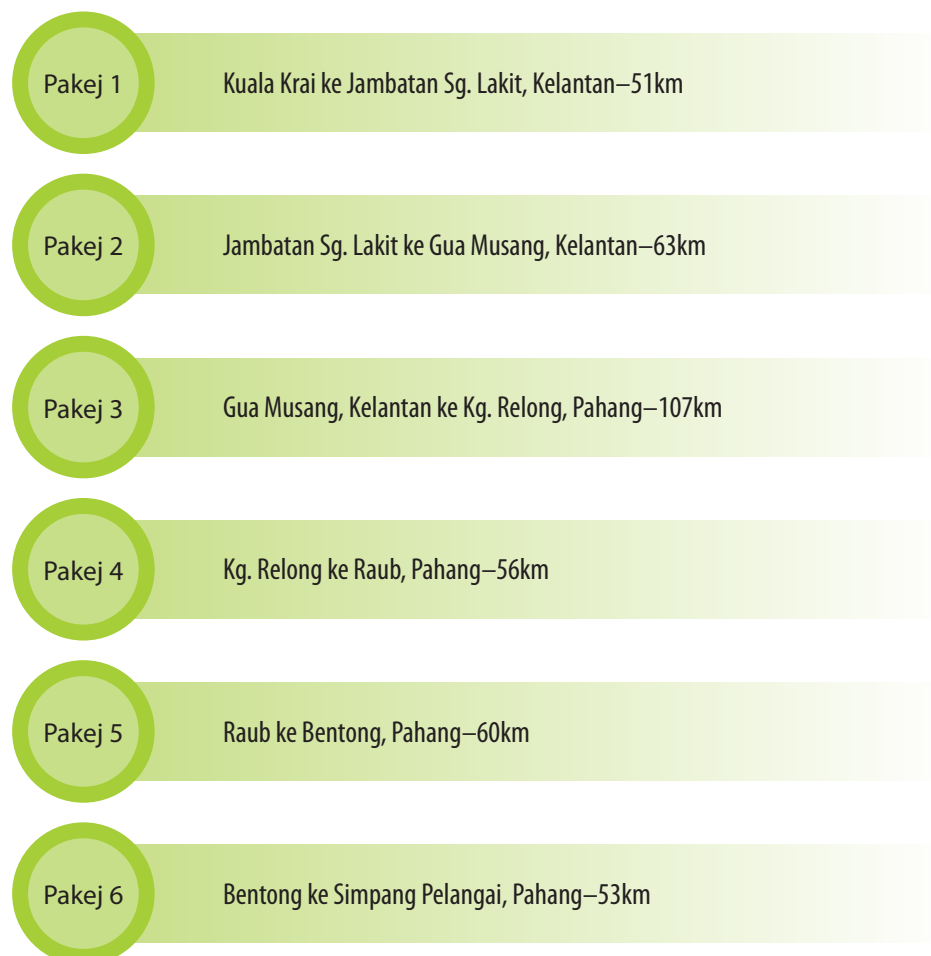 Pakej 1 Kuala Krai ke Jambatan Sg. Lakit, Kelantan–51km
Pakej 2 Jambatan Sg. Lakit ke Gua Musang, Kelantan–63km
Pakej 3 Gua Musang, Kelantan ke Kg. Relong, Pahang–107km
Pakej 4 Kg. Relong ke Raub, Pahang–56km
Pakej 5 Raub ke Bentong, Pahang–60km
Pakej 6 Bentong ke Simpang Pelangai, Pahang–53km